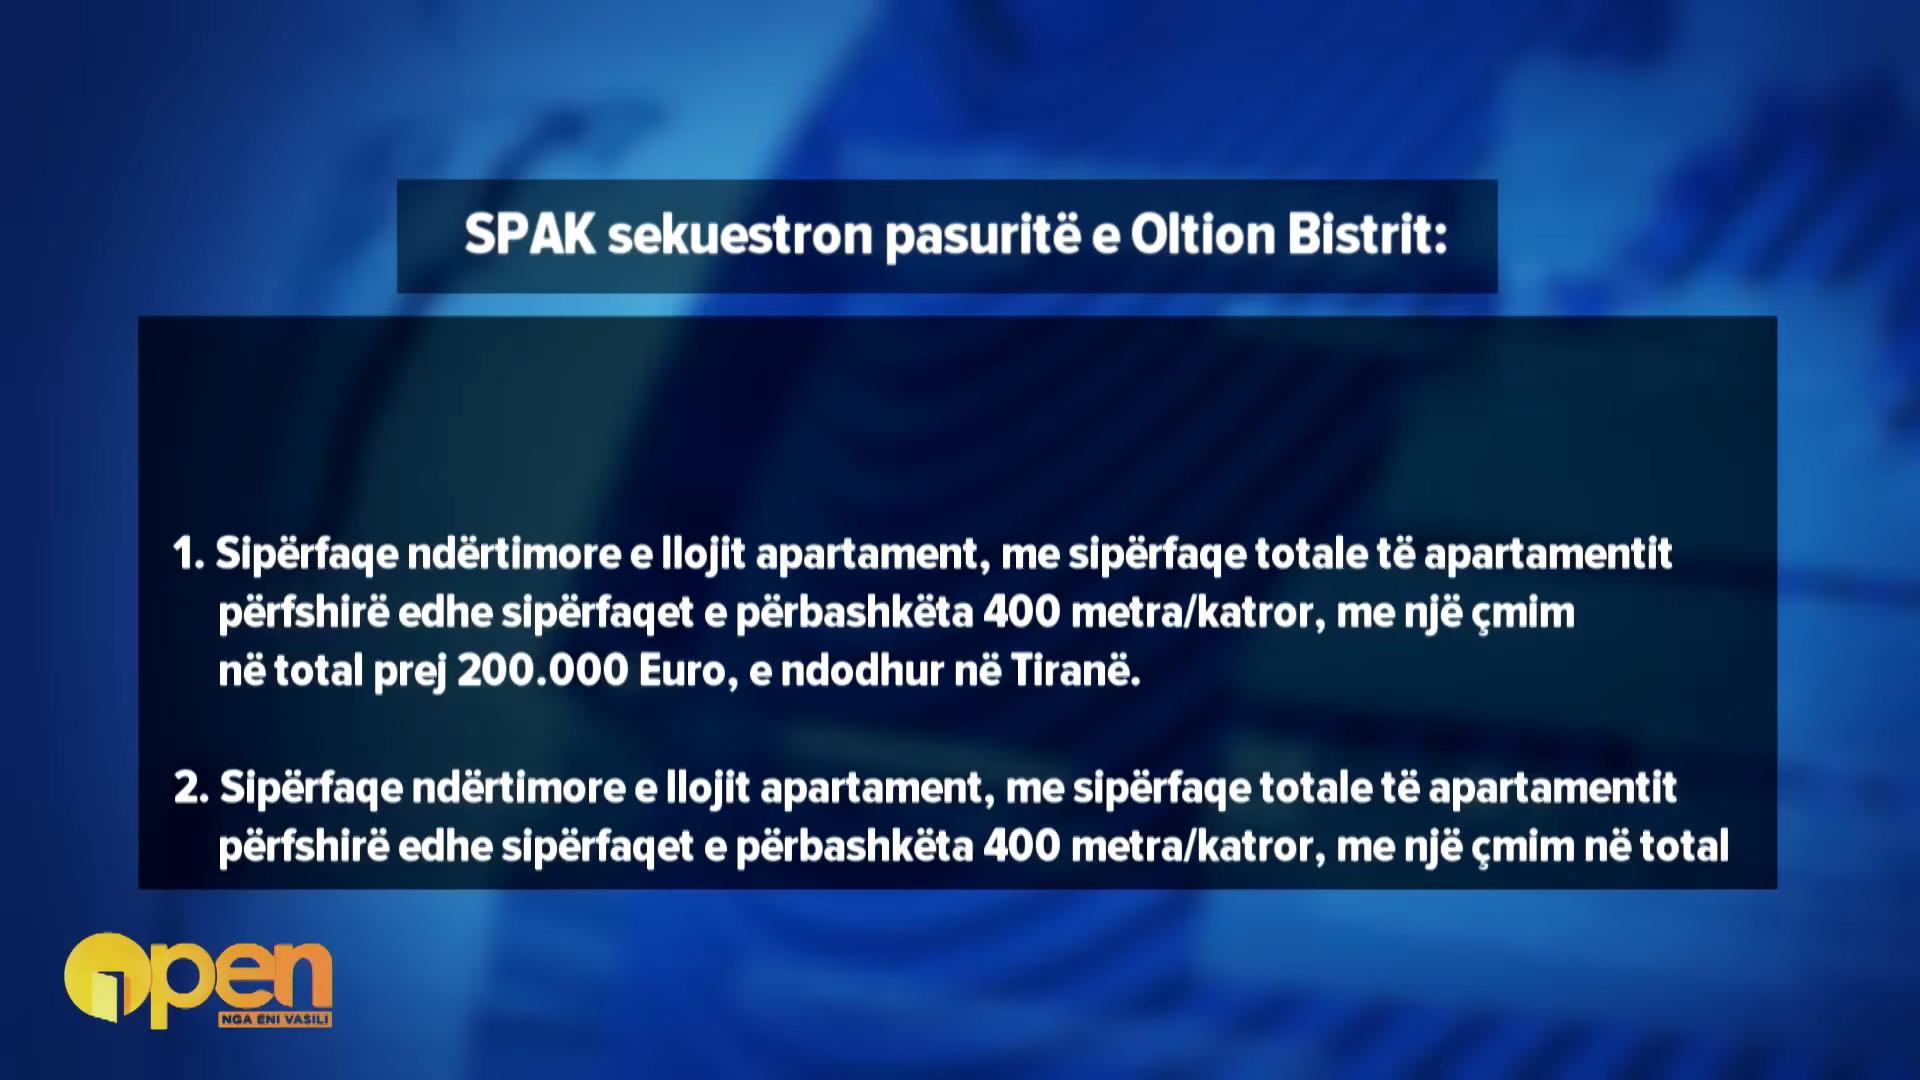 SPAK sekuestron pasuritë e Oltion Bistrit:
1. Sipërfaqe ndërtimore e llojit apartament, me sipërfaqe totale të apartamentit
përfshirë edhe sipërfaqet e përbashkëta 400 metra/katror, me një çmim
në total prej 200.000 Euro, e ndodhur në Tiranë.
2. Sipërfaqe ndërtimore e llojit apartament, me sipërfaqe totale të apartamentit
përfshirë edhe sipërfaqet e përbashkëta 400 metra/katror, me një çmim në total
Open
NGA ENI VASILI